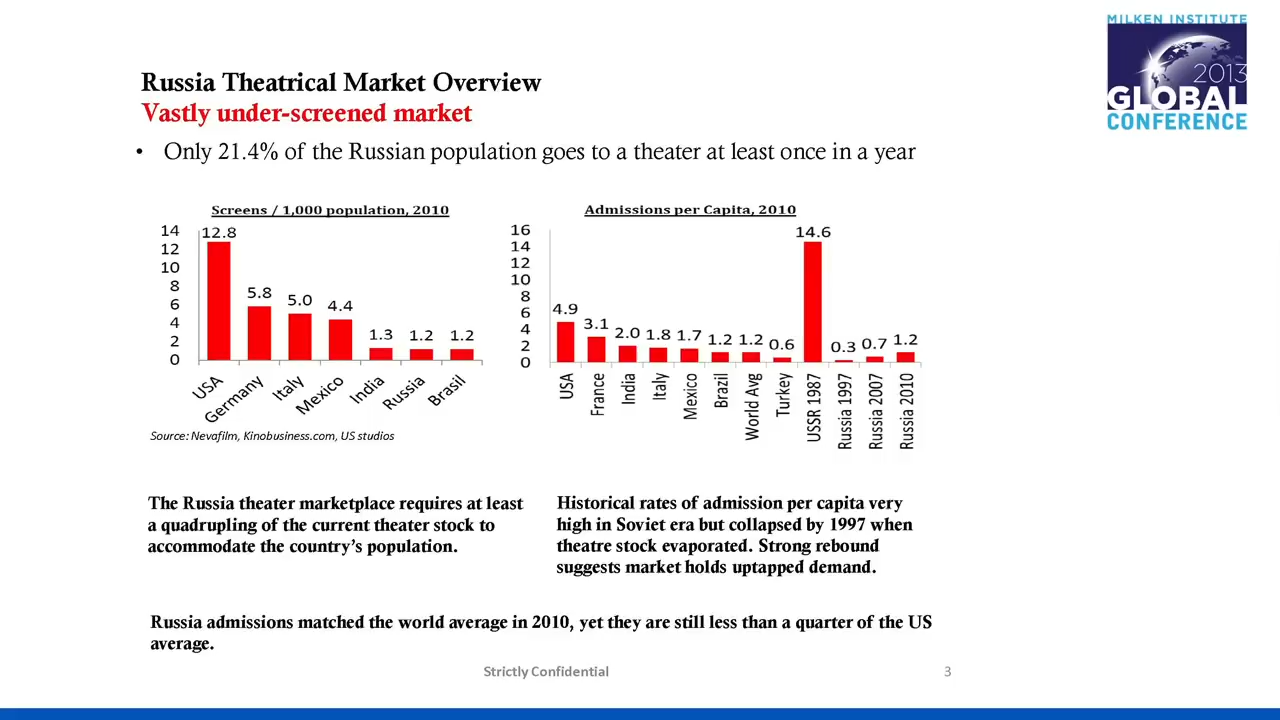 MILKEN INSTITUTE
2013
GLOBAL
CONFERENCE
Russia Theatrical Market Overview
Vastly under-screened market
• Only 21.4% of the Russian population goes to a theater at least once in a year
Screens / 1,000 population, 2010
14
12
10
8
6
4
2
0
12.8
5.8
5.0
4.4
1.3
1.2
1.2
USA
Germany
Italy
Mexico
India
Russia
Brasil
Source: Nevafilm, Kinobusiness.com, US studios
Admissions per Capita, 2010
16
14
12
10
8
6
4
2
0
4.9
3.1
2.0
1.8
1.7
1.2
1.2
0.6
14.6
0.3
0.7
1.2
USA
France
India
Italy
Mexico
Brazil
World Avg
Turkey
USSR 1987
Russia 1997
Russia 2007
Russia 2010
The Russia theater marketplace requires at least
a quadrupling of the current theater stock to
accommodate the country's population.
Historical rates of admission per capita very
high in Soviet era but collapsed by 1997 when
theatre stock evaporated. Strong rebound
suggests market holds uptapped demand.
Russia admissions matched the world average in 2010, yet they are still less than a quarter of the US
average.
Strictly Confidential
3